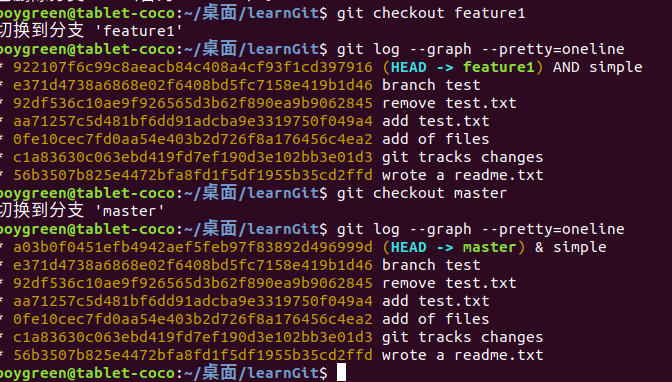 boygreen@tablet-coco:~/桌面/learnGit$ git checkout feature1
切换到分支 'feature1'
boygreen@tablet-coco:~/桌面/learnGit$ git log --graph --pretty=oneline
* 922107f6c99c8aeacb84c408a4cf93f1cd397916 (HEAD -> feature1) AND simple
* e371d4738a6868e02f6408bd5fc7158e419b1d46 branch test
* 92df536c10ae9f926565d3b62f890ea9b9062845 remove test.txt
* aa71257c5d481bf6dd91adcba9e3319750f049a4 add test.txt
* 0fe10cec7fd0aa54e403b2d726f8a176456c4ea2 add of files
* c1a83630c063ebd419fd7ef190d3e102bb3e01d3 git tracks changes
* 56b3507b825e4472bfa8fd1f5df1955b35cd2ffd wrote a readme.txt
boygreen@tablet-coco:~/桌面/learnGit$ git checkout master
切换到分支 'master'
boygreen@tablet-coco:~/桌面/learnGit$ git log --graph --pretty=oneline
* a03b0f0451efb4942aef5feb97f83892d496999d (HEAD -> master) & simple
* e371d4738a6868e02f6408bd5fc7158e419b1d46 branch test
* 92df536c10ae9f926565d3b62f890ea9b9062845 remove test.txt
* aa71257c5d481bf6dd91adcba9e3319750f049a4 add test.txt
* 0fe10cec7fd0aa54e403b2d726f8a176456c4ea2 add of files
* c1a83630c063ebd419fd7ef190d3e102bb3e01d3 git tracks changes
* 56b3507b825e4472bfa8fd1f5df1955b35cd2ffd wrote a readme.txt
boygreen@tablet-coco:~/桌面/learnGit$